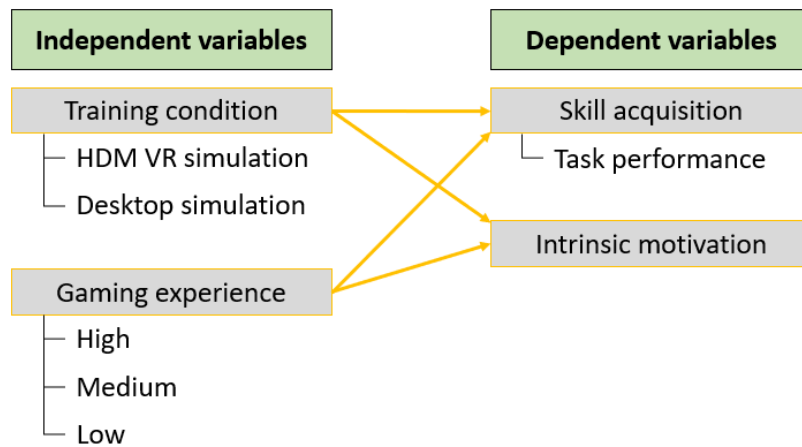 Independent variables
Training condition
HDM VR simulation
Desktop simulation
Gaming experience
High
Medium
Low
Dependent variables
Skill acquisition
Task performance
Intrinsic motivation